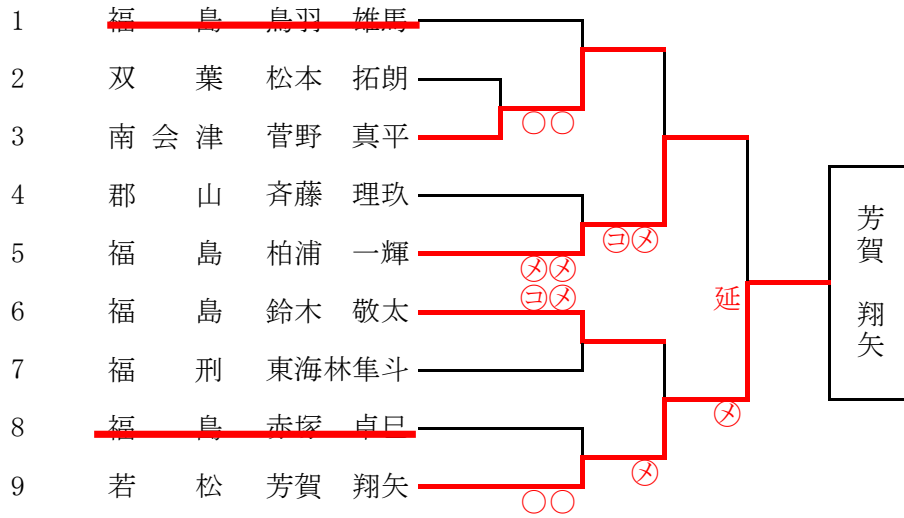 1 福島 鳥羽 雄馬
2 双葉 松本 拓朗
○○
3 南会津 菅野 真平
4 郡山 斉藤 理玖
コメ
5 福島 柏浦 一輝
メメ
コメ
6 福島 鈴木 敬太
延
7 福刑 東海林隼斗
メ
8 福島 赤塚 卓巳
メ
9 若松 芳賀 翔矢
○○
芳賀 翔矢